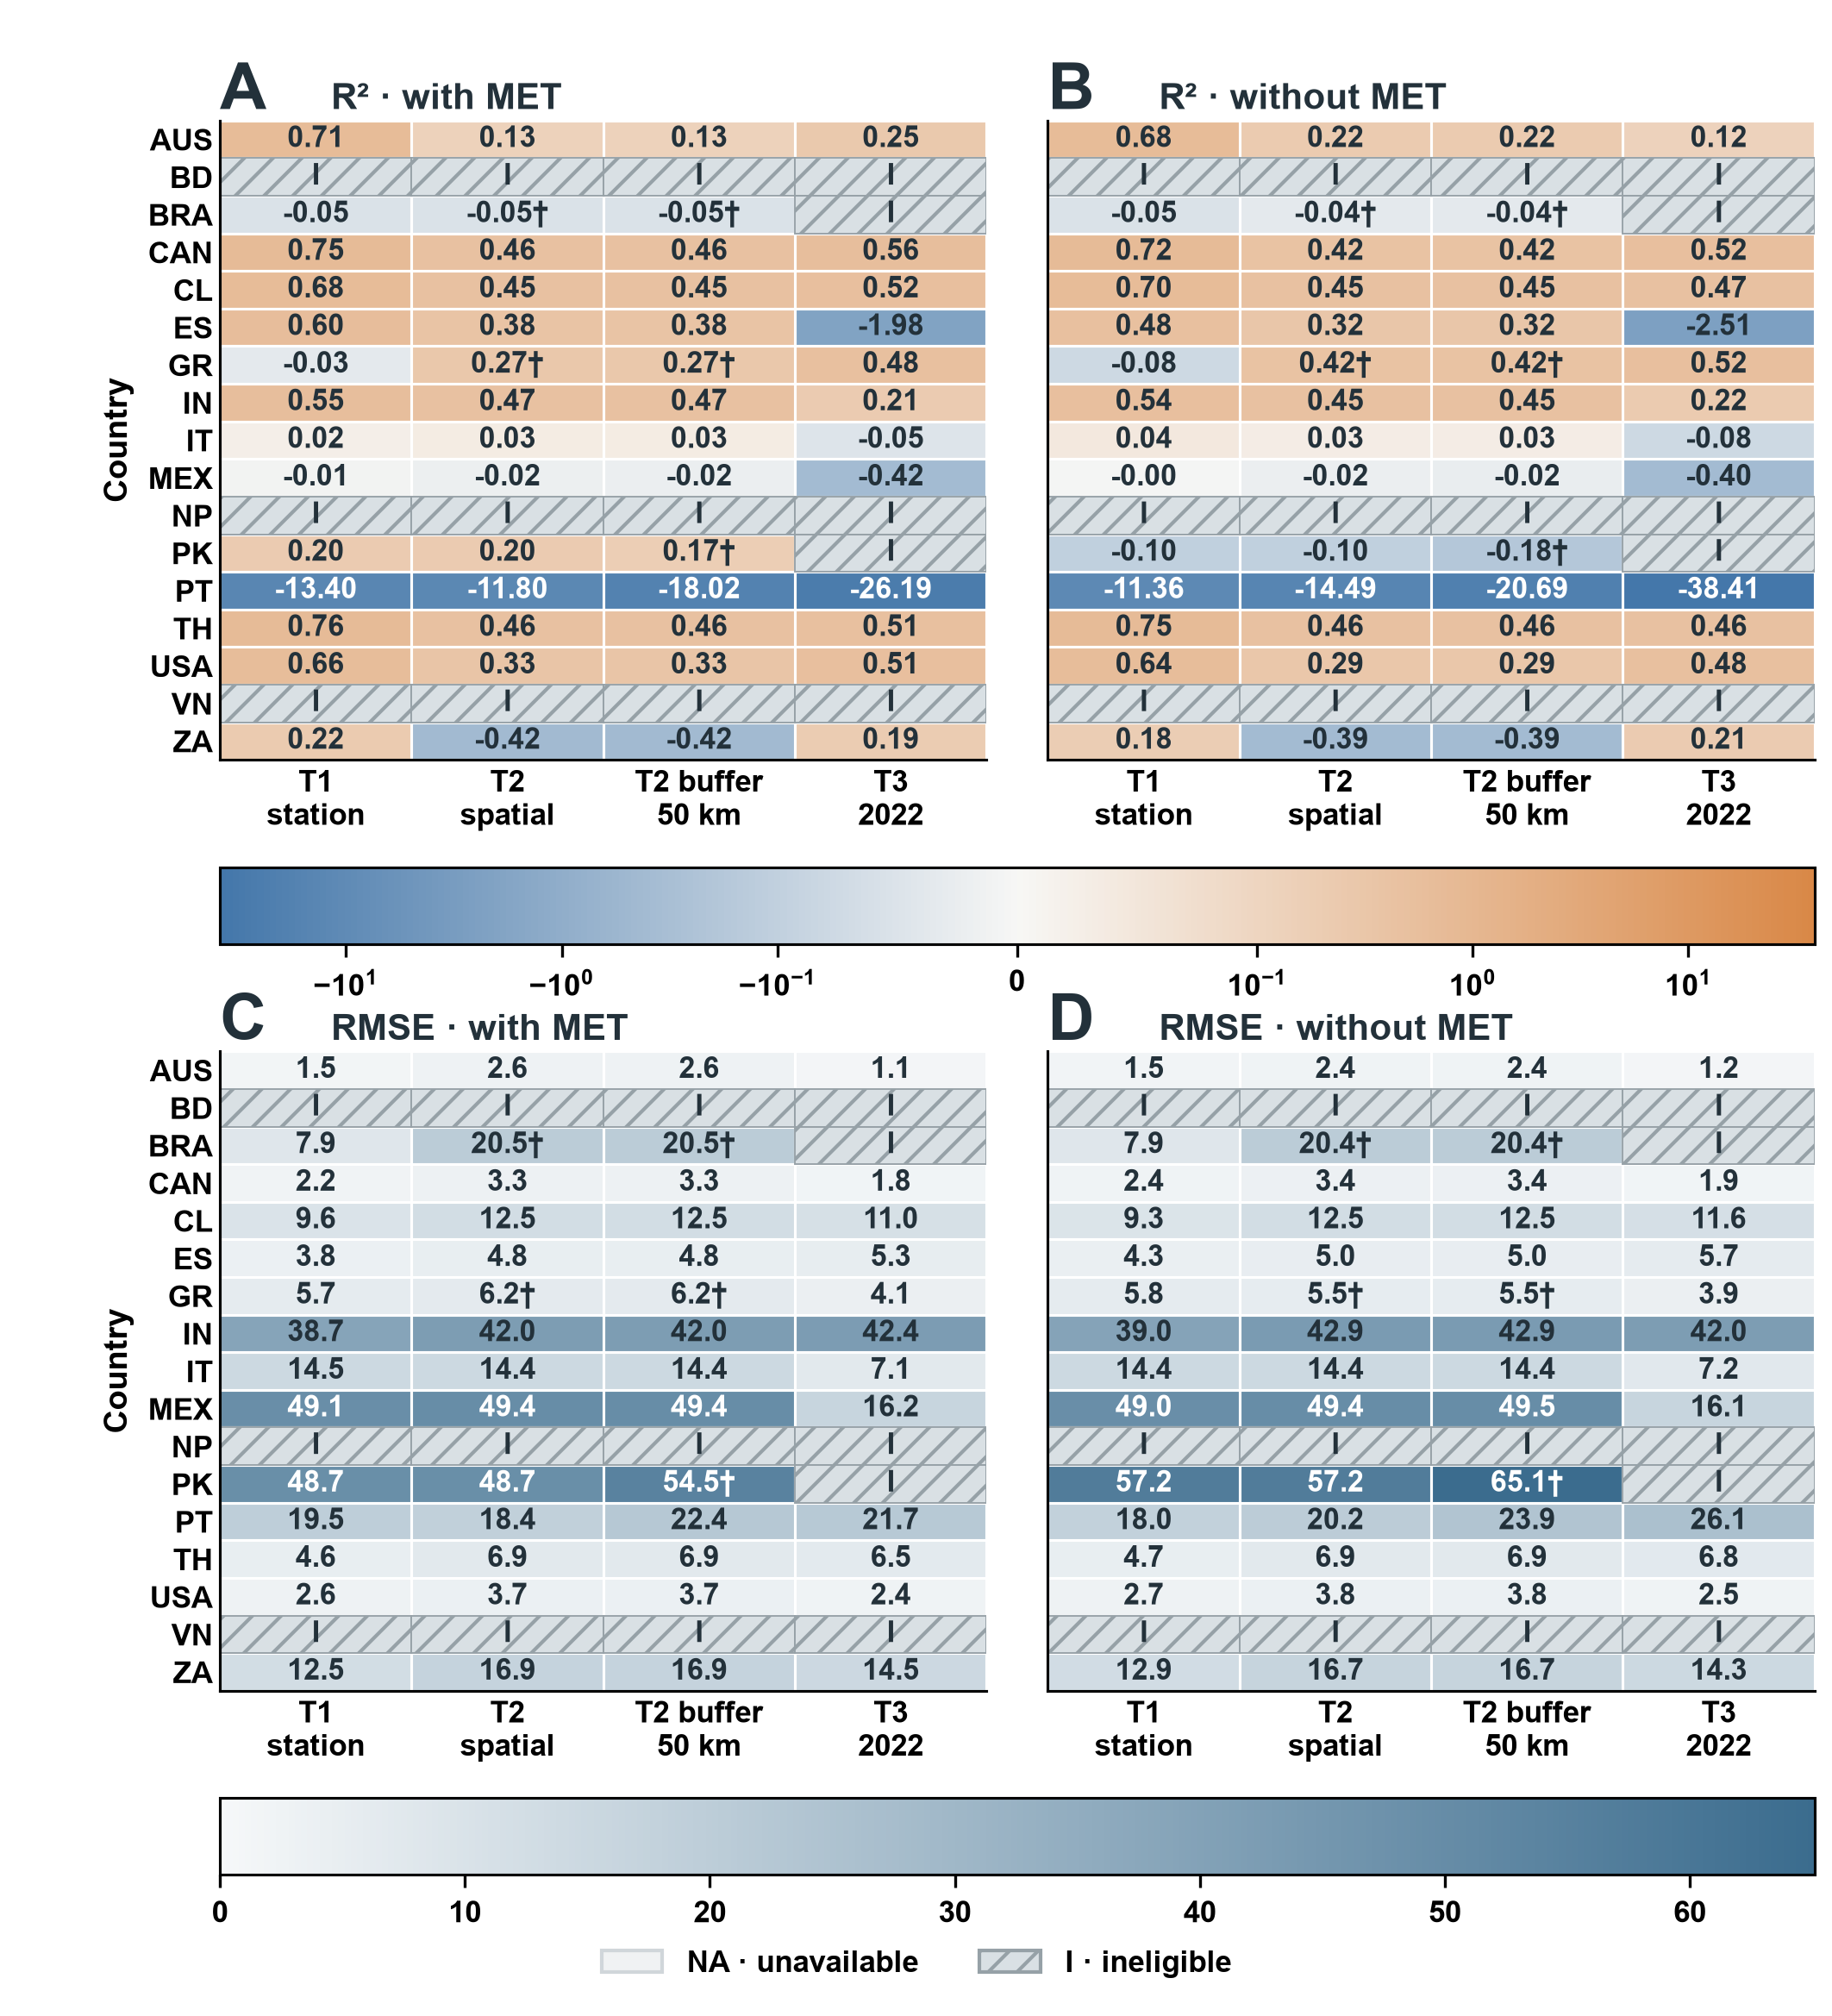 A R² · with MET
B R² · without MET
AUS 0.71 0.13 0.13 0.25 0.68 0.22 0.22 0.12
BD I I I I I I I I
BRA -0.05 -0.05† -0.05† I -0.05 -0.04† -0.04† I
CAN 0.75 0.46 0.46 0.56 0.72 0.42 0.42 0.52
CL 0.68 0.45 0.45 0.52 0.70 0.45 0.45 0.47
ES 0.60 0.38 0.38 -1.98 0.48 0.32 0.32 -2.51
GR -0.03 0.27† 0.27† 0.48 -0.08 0.42† 0.42† 0.52
IN 0.55 0.47 0.47 0.21 0.54 0.45 0.45 0.22
IT 0.02 0.03 0.03 -0.05 0.04 0.03 0.03 -0.08
MEX -0.01 -0.02 -0.02 -0.42 -0.00 -0.02 -0.02 -0.40
NP I I I I I I I I
PK 0.20 0.20 0.17† I -0.10 -0.10 -0.18† I
PT -13.40 -11.80 -18.02 -26.19 -11.36 -14.49 -20.69 -38.41
TH 0.76 0.46 0.46 0.51 0.75 0.46 0.46 0.46
USA 0.66 0.33 0.33 0.51 0.64 0.29 0.29 0.48
VN I I I I I I I I
ZA 0.22 -0.42 -0.42 0.19 0.18 -0.39 -0.39 0.21
Country
T1 T2 T2 buffer T3 T1 T2 T2 buffer T3
station spatial 50 km 2022 station spatial 50 km 2022
−10¹ −10⁰ −10⁻¹ 0 10⁻¹ 10⁰ 10¹
C RMSE · with MET
D RMSE · without MET
AUS 1.5 2.6 2.6 1.1 1.5 2.4 2.4 1.2
BD I I I I I I I I
BRA 7.9 20.5† 20.5† I 7.9 20.4† 20.4† I
CAN 2.2 3.3 3.3 1.8 2.4 3.4 3.4 1.9
CL 9.6 12.5 12.5 11.0 9.3 12.5 12.5 11.6
ES 3.8 4.8 4.8 5.3 4.3 5.0 5.0 5.7
GR 5.7 6.2† 6.2† 4.1 5.8 5.5† 5.5† 3.9
IN 38.7 42.0 42.0 42.4 39.0 42.9 42.9 42.0
IT 14.5 14.4 14.4 7.1 14.4 14.4 14.4 7.2
MEX 49.1 49.4 49.4 16.2 49.0 49.4 49.5 16.1
NP I I I I I I I I
PK 48.7 48.7 54.5† I 57.2 57.2 65.1† I
PT 19.5 18.4 22.4 21.7 18.0 20.2 23.9 26.1
TH 4.6 6.9 6.9 6.5 4.7 6.9 6.9 6.8
USA 2.6 3.7 3.7 2.4 2.7 3.8 3.8 2.5
VN I I I I I I I I
ZA 12.5 16.9 16.9 14.5 12.9 16.7 16.7 14.3
Country
T1 T2 T2 buffer T3 T1 T2 T2 buffer T3
station spatial 50 km 2022 station spatial 50 km 2022
0 10 20 30 40 50 60
NA · unavailable I · ineligible